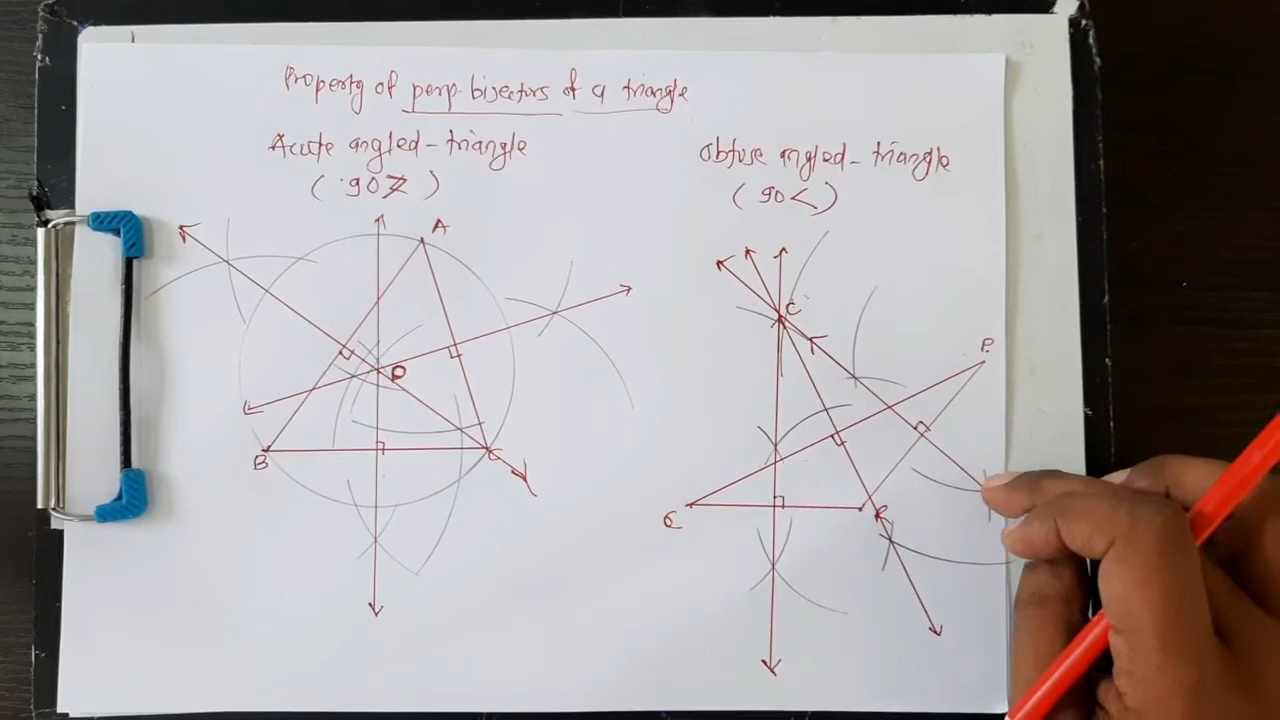 Property of perp. bisectors of a triangle
Acute angled-triangle
(90>)
Obtuse angled-triangle
(90<)
A
B
C
C
P
R